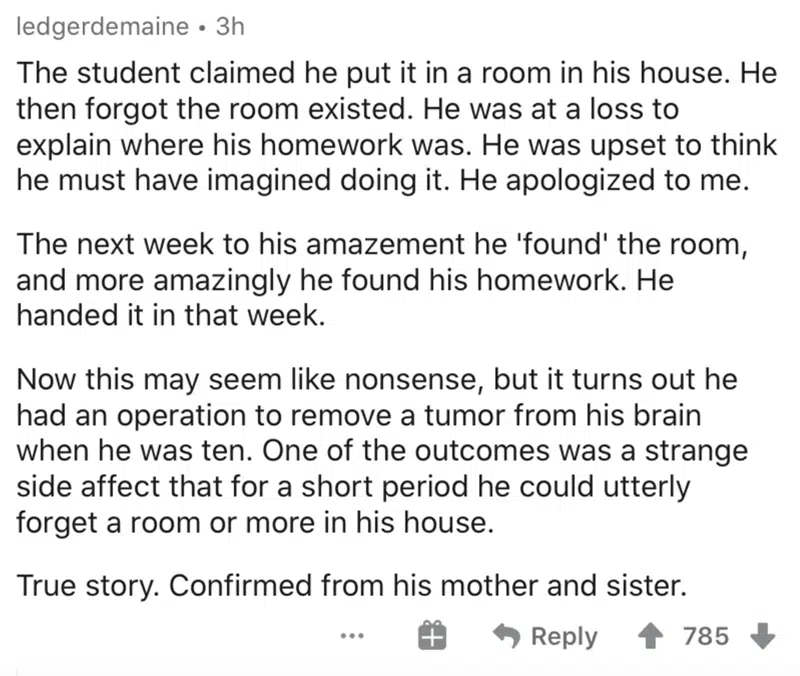 ledgerdemaine • 3h
The student claimed he put it in a room in his house. He
then forgot the room existed. He was at a loss to
explain where his homework was. He was upset to think
he must have imagined doing it. He apologized to me.
The next week to his amazement he 'found' the room,
and more amazingly he found his homework. He
handed it in that week.
Now this may seem like nonsense, but it turns out he
had an operation to remove a tumor from his brain
when he was ten. One of the outcomes was a strange
side affect that for a short period he could utterly
forget a room or more in his house.
True story. Confirmed from his mother and sister.
... Reply 785